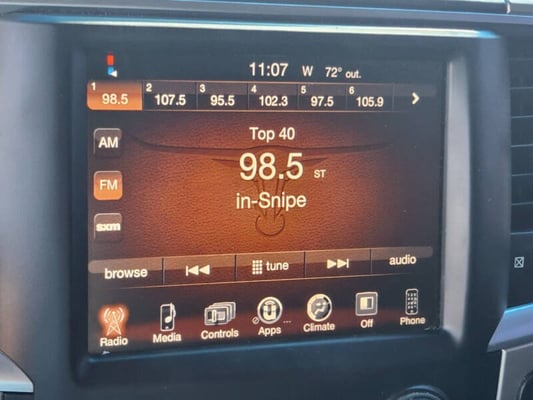 11:07 W 72° out.
1 98.5 2 107.5 3 95.5 4 102.3 5 97.5 6 105.9
AM
Top 40
98.5 ST
FM
in-Snipe
sxm
browse tune audio
Radio Media Controls Apps ... Climate Off Phone